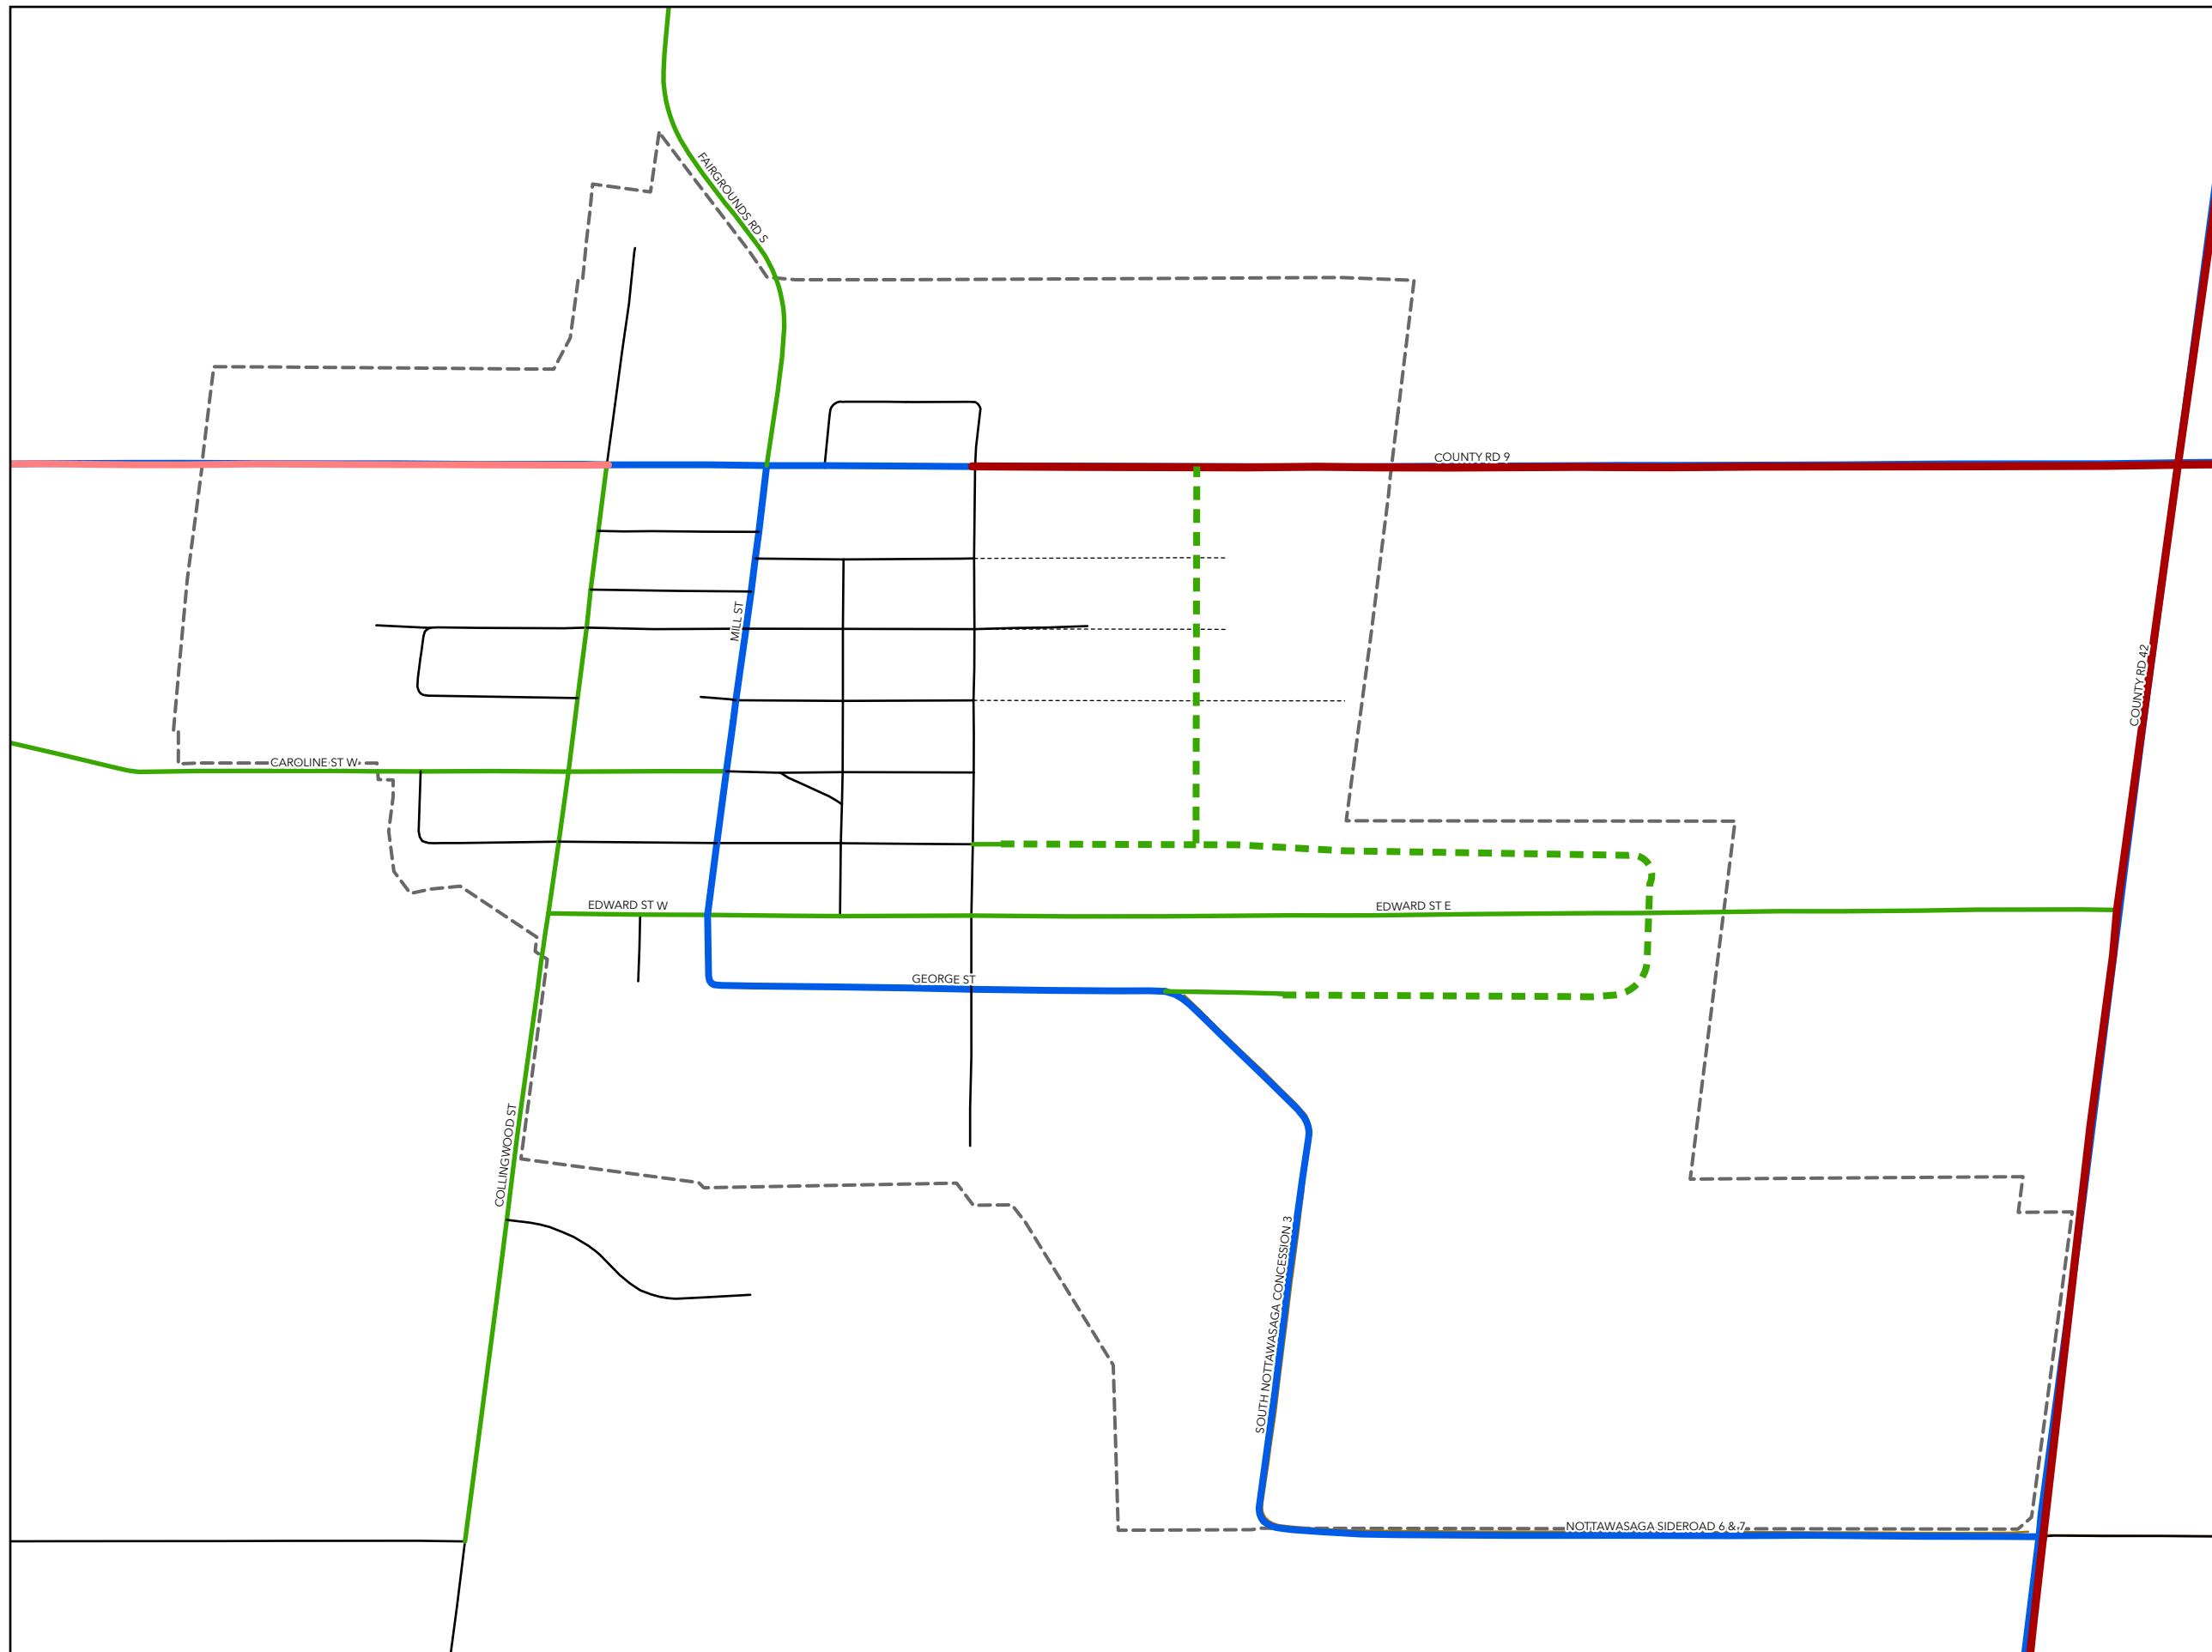 FAIRGROUNDS RD S
COUNTY RD 9
MILL ST
COUNTY RD 42
CAROLINE ST W
EDWARD ST W
EDWARD ST E
GEORGE ST
COLLINGWOOD ST
SOUTH NOTTAWASAGA CONCESSION 3
NOTTAWASAGA SIDEROAD 6 & 7